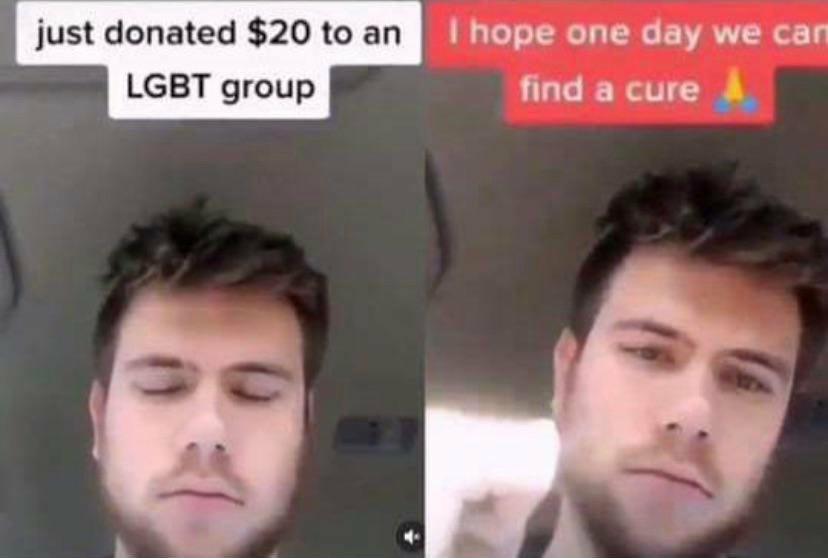 just donated $20 to an
LGBT group
I hope one day we can
find a cure 🙏